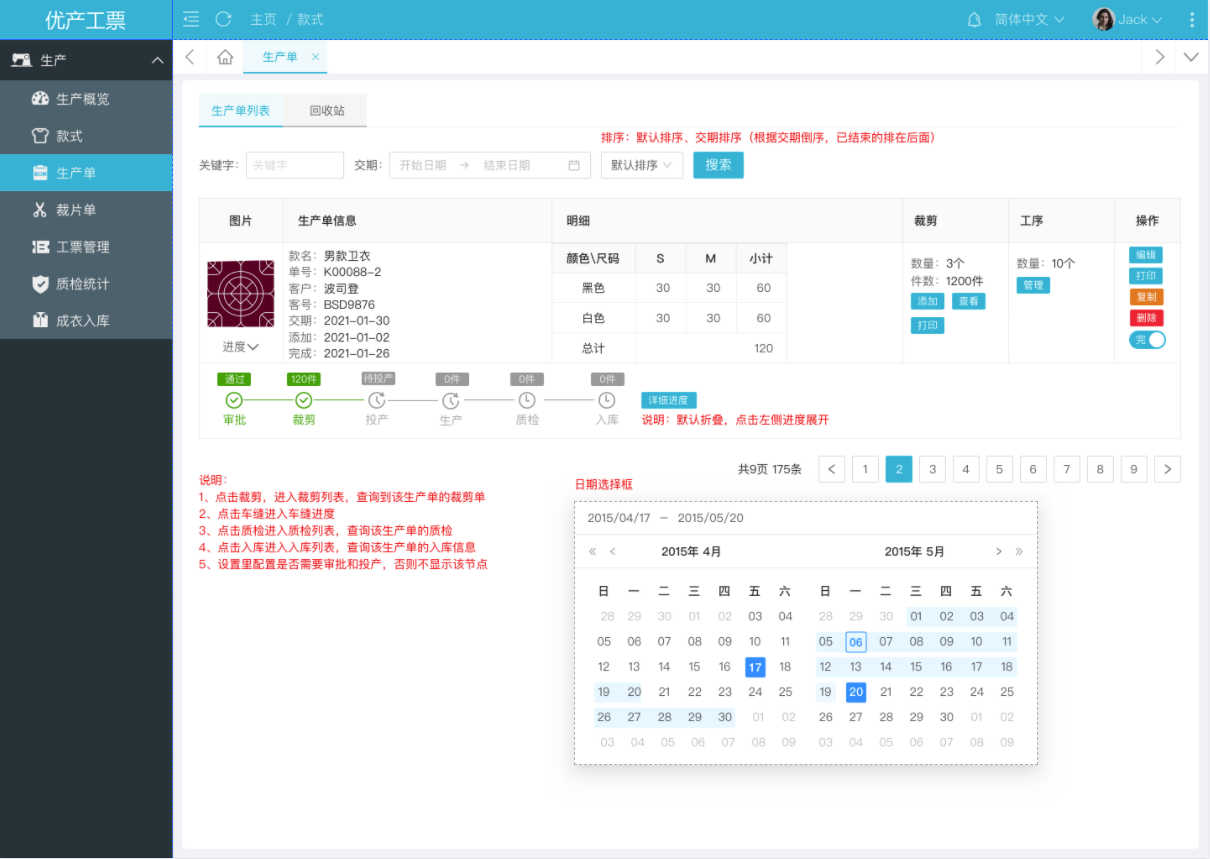 优产工票
主页 / 款式
简体中文
Jack
生产
生产单 ×
生产概览
款式
生产单
裁片单
工票管理
质检统计
成衣入库
生产单列表 回收站
排序：默认排序、交期排序（根据交期倒序，已结束的排在后面）
关键字： 关键字 交期： 开始日期 → 结束日期 默认排序 搜索
图片 生产单信息 明细 裁剪 工序 操作
款名：男款卫衣
单号：K00088-2
客户：波司登
客号：BSD9876
交期：2021-01-30
添加：2021-01-02
完成：2021-01-26
进度
颜色\尺码 S M 小计
黑色 30 30 60
白色 30 30 60
总计 120
数量：3个
件数：1200件
添加 查看
打印
数量：10个
管理
编辑
打印
复制
删除
完
通过 120件 待投产 0件 0件 0件
审批 裁剪 投产 生产 质检 入库
详细进度
说明：默认折叠，点击左侧进度展开
共9页 175条 < 1 2 3 4 5 6 7 8 9 >
说明：
1、点击裁剪，进入裁剪列表，查询到该生产单的裁剪单
2、点击车缝进入车缝进度
3、点击质检进入质检列表，查询该生产单的质检
4、点击入库进入入库列表，查询该生产单的入库信息
5、设置里配置是否需要审批和投产，否则不显示该节点
日期选择框
2015/04/17 – 2015/05/20
« < 2015年 4月 2015年 5月 > »
日 一 二 三 四 五 六 日 一 二 三 四 五 六
28 29 30 01 02 03 04 28 29 30 01 02 03 04
05 06 07 08 09 10 11 05 06 07 08 09 10 11
12 13 14 15 16 17 18 12 13 14 15 16 17 18
19 20 21 22 23 24 25 19 20 21 22 23 24 25
26 27 28 29 30 01 02 26 27 28 29 30 01 02
03 04 05 06 07 08 09 03 04 05 06 07 08 09